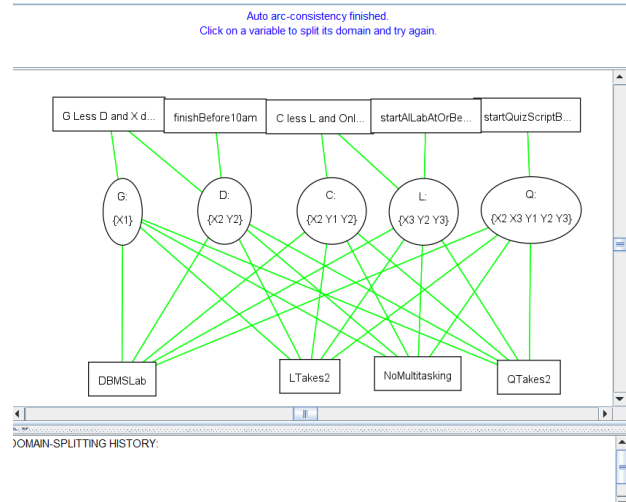 Auto arc-consistency finished.
Click on a variable to split its domain and try again.
G Less D and X d...
finishBefore10am
C less L and Onl...
startAILabAtOrBe...
startQuizScriptB...
G:
{X1}
D:
{X2 Y2}
C:
{X2 Y1 Y2}
L:
{X3 Y2 Y3}
Q:
{X2 X3 Y1 Y2 Y3}
DBMSLab
LTakes2
NoMultitasking
QTakes2
DOMAIN-SPLITTING HISTORY: